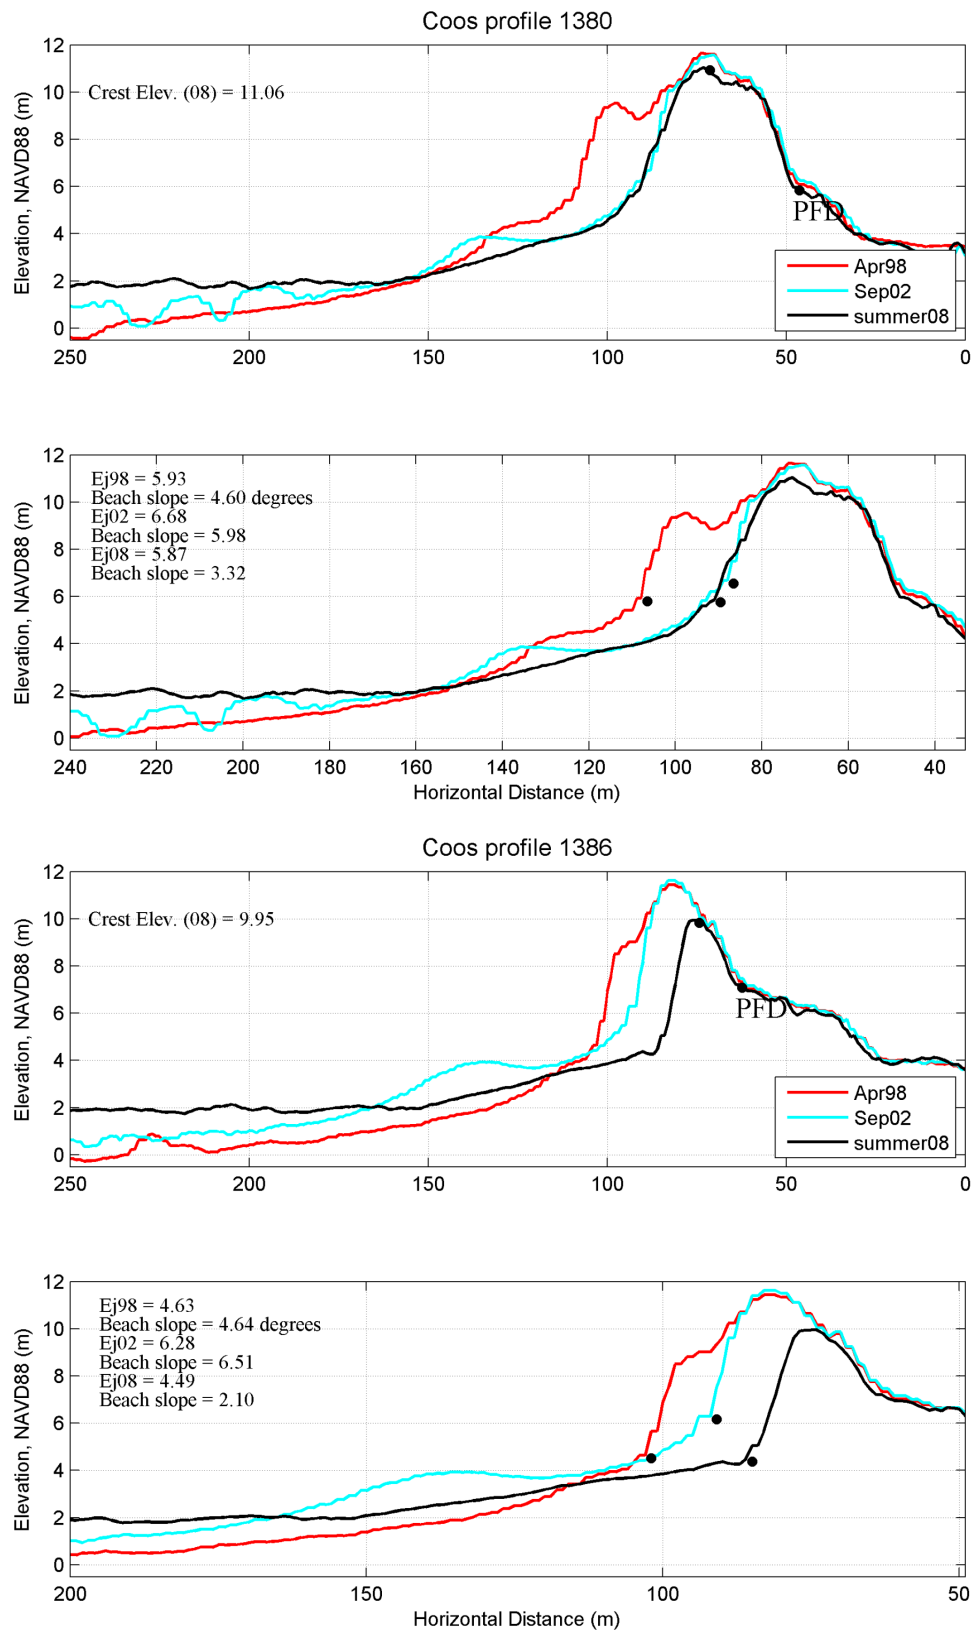 Coos profile 1380
12
10
8
6
4
2
0
Elevation, NAVD88 (m)
Crest Elev. (08) = 11.06
PFD
Apr98
Sep02
summer08
250 200 150 100 50 0
12
10
8
6
4
2
0
Elevation, NAVD88 (m)
Ej98 = 5.93
Beach slope = 4.60 degrees
Ej02 = 6.68
Beach slope = 5.98
Ej08 = 5.87
Beach slope = 3.32
240 220 200 180 160 140 120 100 80 60 40
Horizontal Distance (m)
Coos profile 1386
12
10
8
6
4
2
0
Elevation, NAVD88 (m)
Crest Elev. (08) = 9.95
PFD
Apr98
Sep02
summer08
250 200 150 100 50 0
12
10
8
6
4
2
0
Elevation, NAVD88 (m)
Ej98 = 4.63
Beach slope = 4.64 degrees
Ej02 = 6.28
Beach slope = 6.51
Ej08 = 4.49
Beach slope = 2.10
200 150 100 50
Horizontal Distance (m)